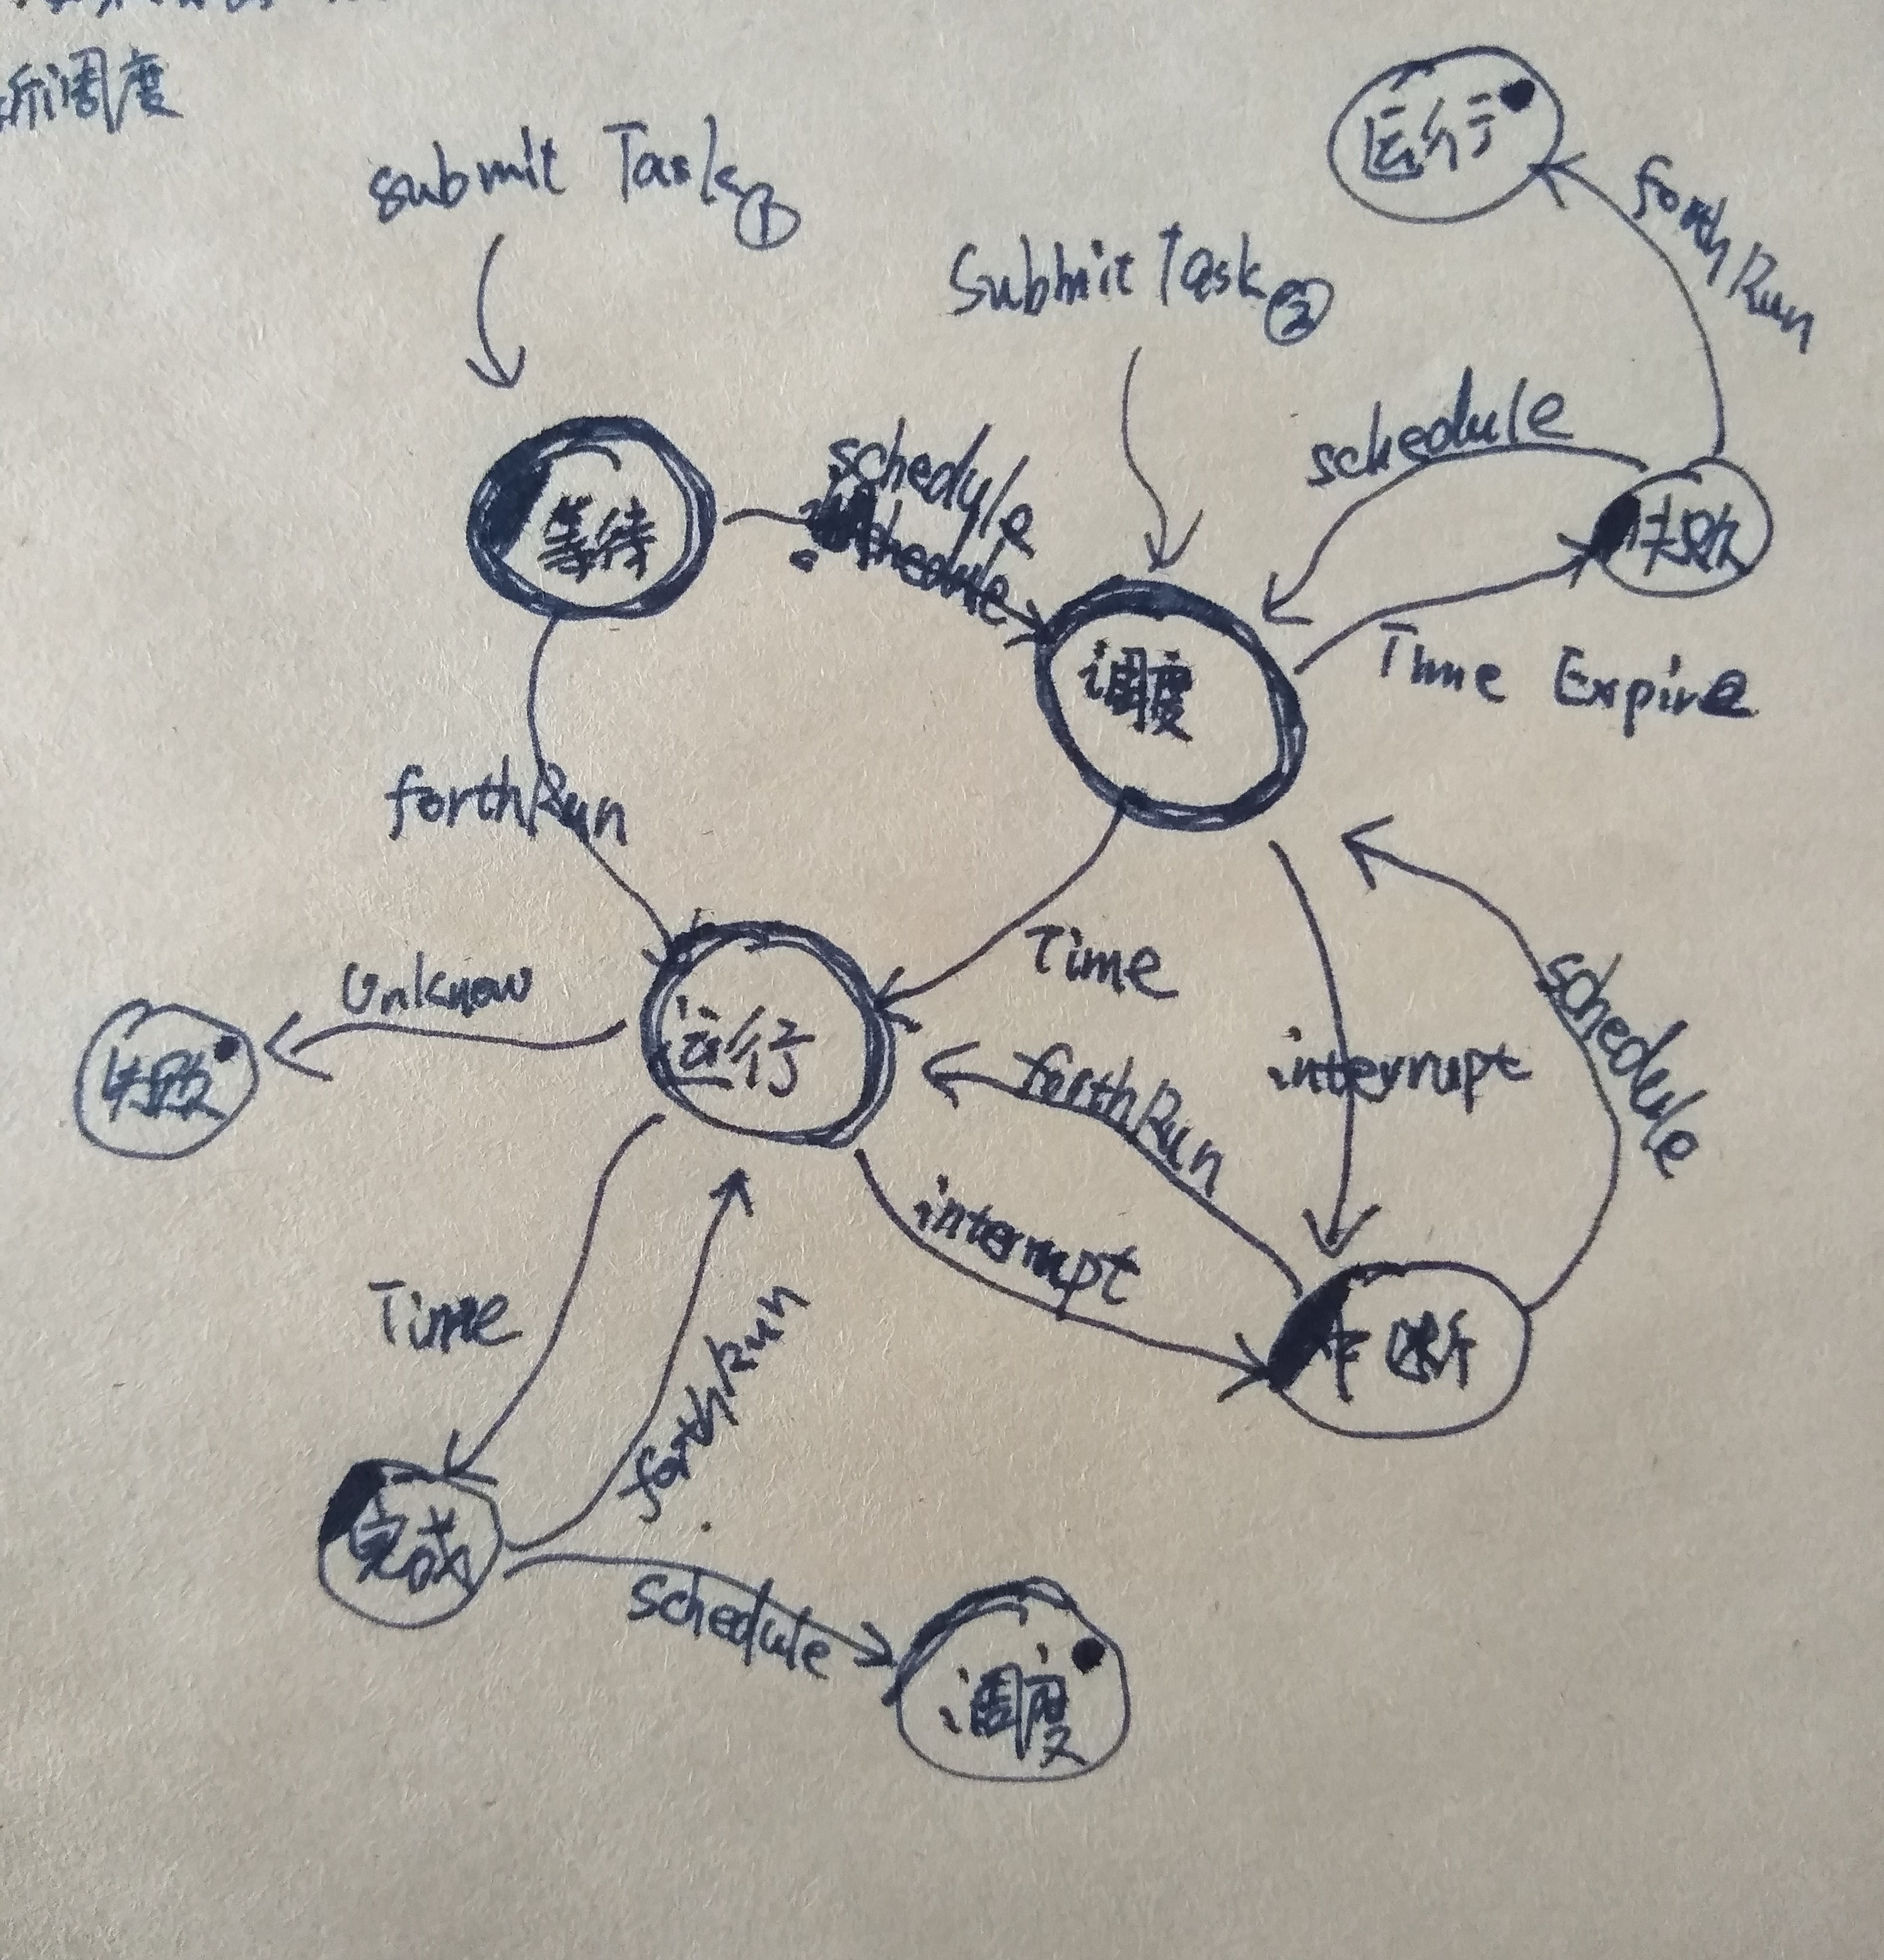 新调度
submit Task①
运行
forthRun
submit Task②
schedule
schedule
等待
失败
Time Expire
调度
forthRun
Time
Unknow
运行
schedule
失败
forthRun
interrupt
interrupt
Time
forthRun
中断
完成
schedule
调度